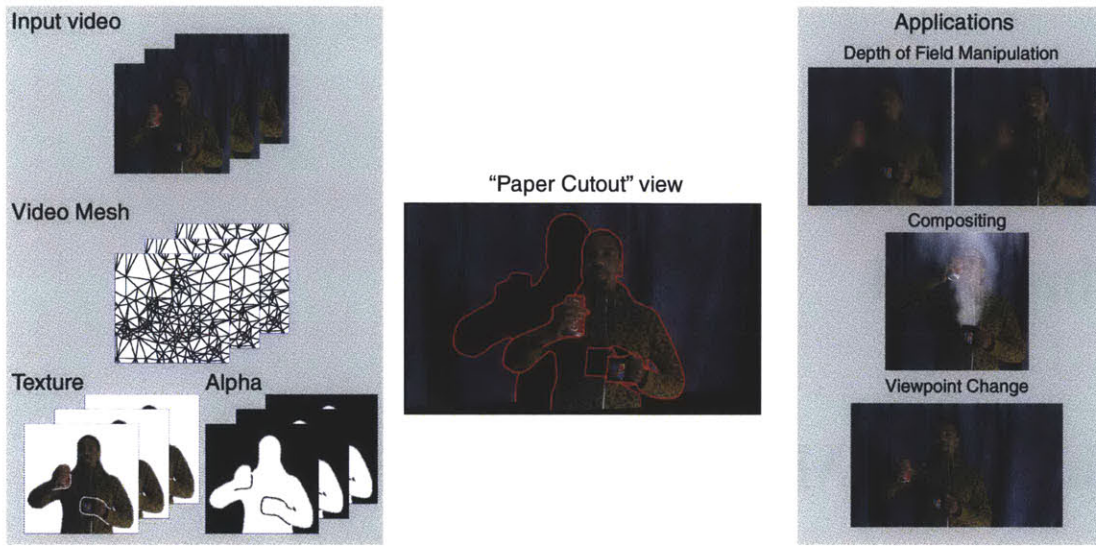 Input video
Video Mesh
Texture
Alpha
"Paper Cutout" view
Applications
Depth of Field Manipulation
Compositing
Viewpoint Change